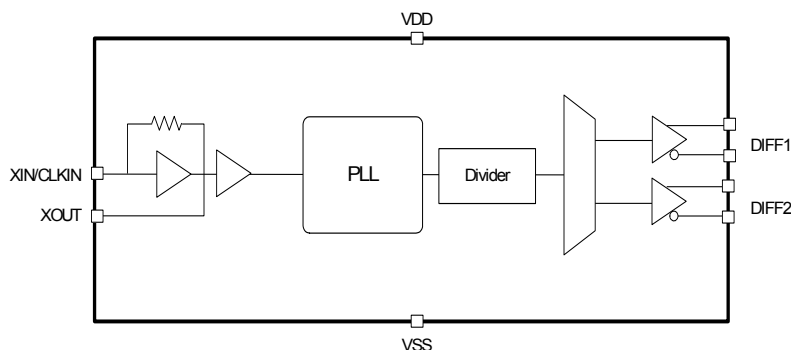 VDD
XIN/CLKIN
XOUT
PLL
Divider
DIFF1
DIFF2
VSS